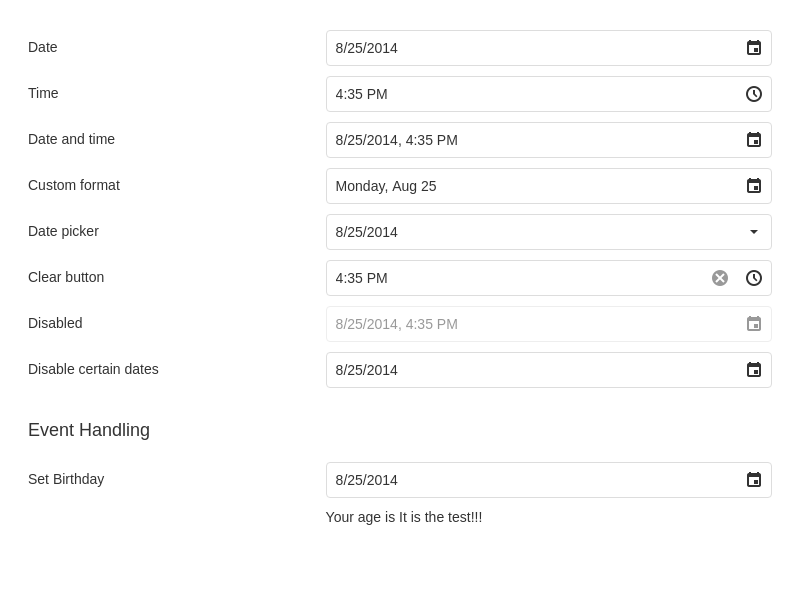 Date 8/25/2014
Time 4:35 PM
Date and time 8/25/2014, 4:35 PM
Custom format Monday, Aug 25
Date picker 8/25/2014
Clear button 4:35 PM
Disabled 8/25/2014, 4:35 PM
Disable certain dates 8/25/2014
Event Handling
Set Birthday 8/25/2014
Your age is It is the test!!!